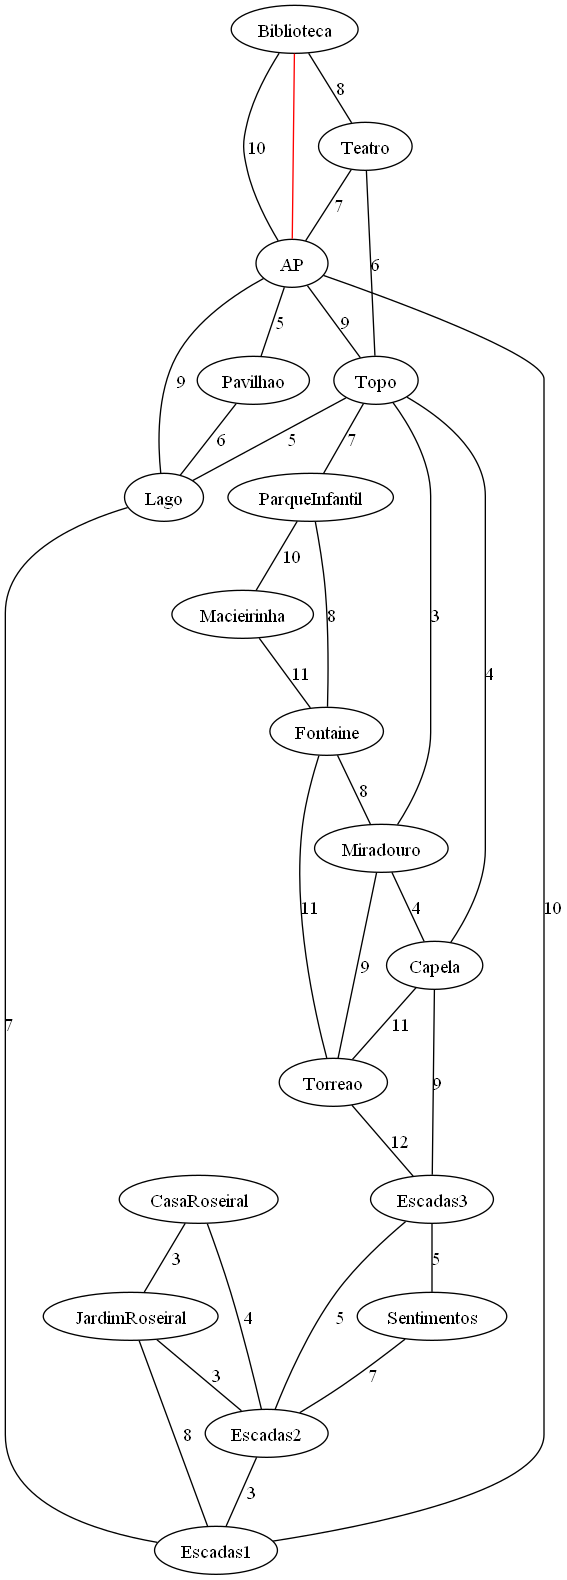 Biblioteca
8
Teatro
10
7
AP
6
5
9
Pavilhao
Topo
9
6
5
7
Lago
ParqueInfantil
10
Macieirinha
8
3
11
4
Fontaine
8
Miradouro
11
4
10
9
Capela
7
11
Torreao
9
12
CasaRoseiral
Escadas3
3
5
JardimRoseiral
4
5
Sentimentos
3
7
8
Escadas2
3
Escadas1